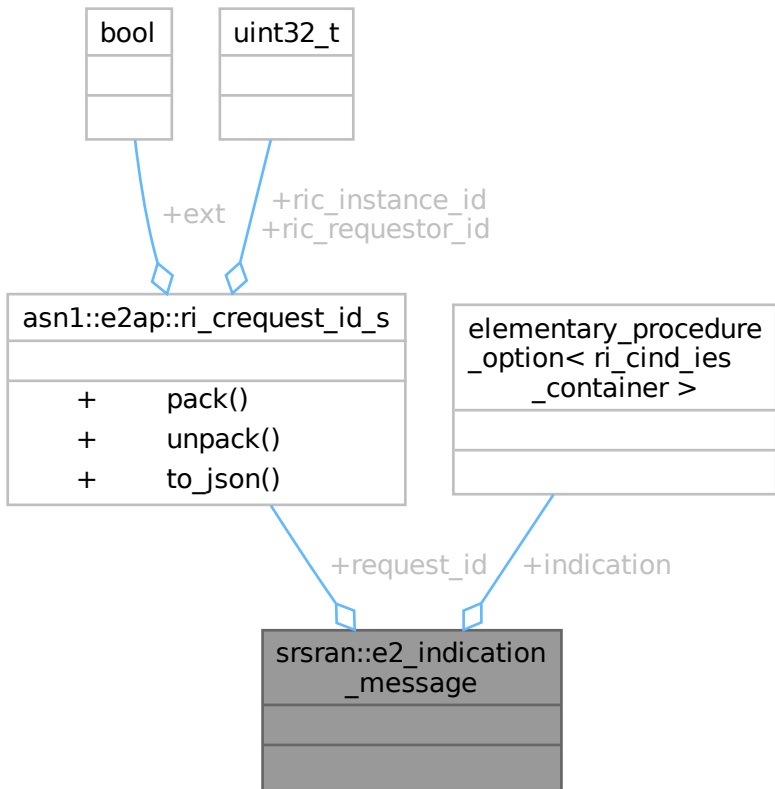 bool
uint32_t
+ext
+ric_instance_id
+ric_requestor_id
asn1::e2ap::ri_crequest_id_s
+ pack()
+ unpack()
+ to_json()
elementary_procedure
_option< ri_cind_ies
_container >
+request_id
+indication
srsran::e2_indication
_message